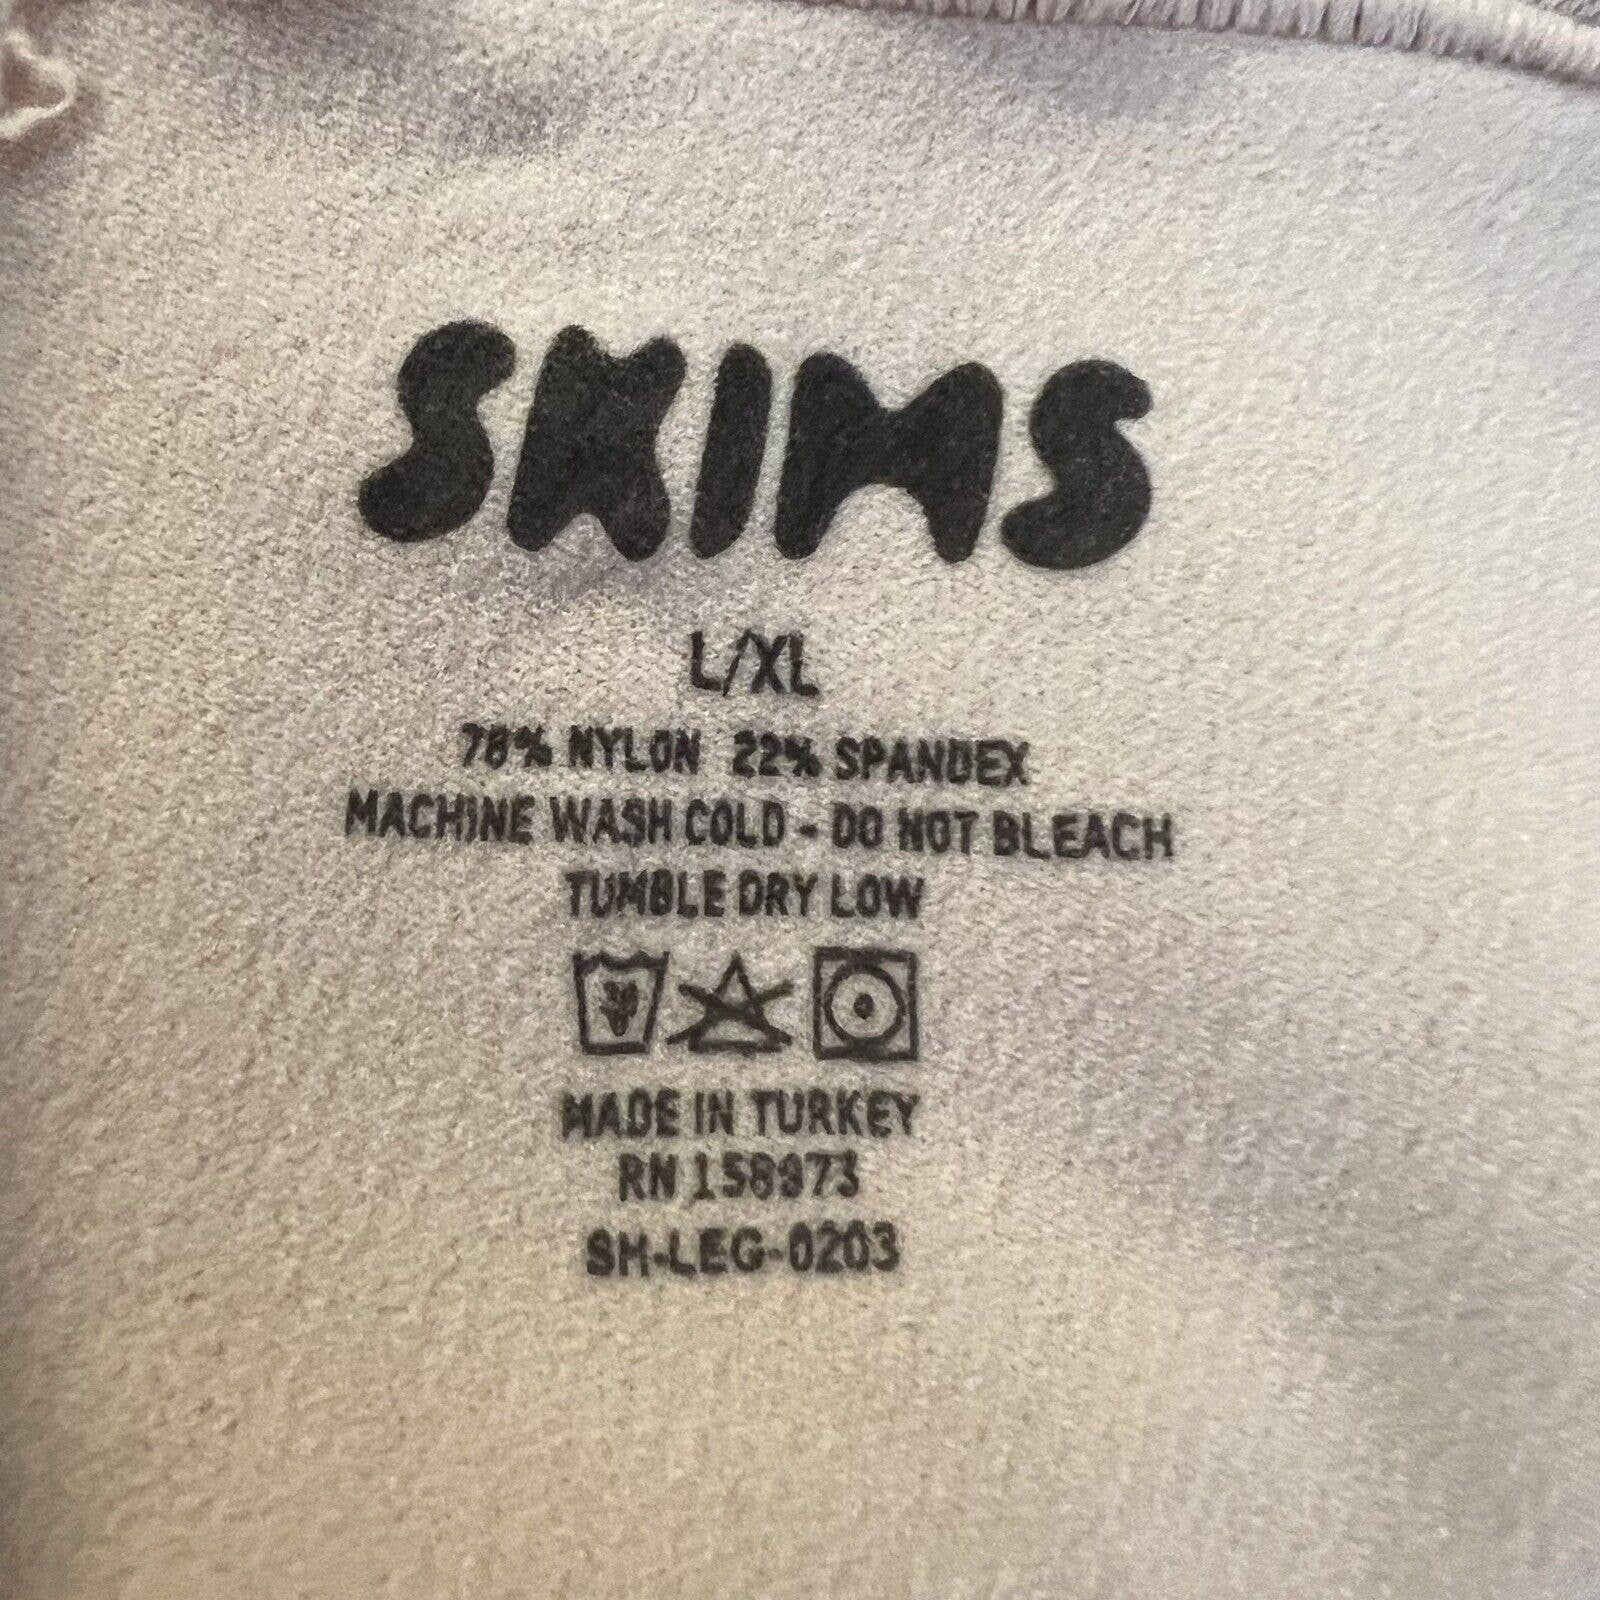 SKIMS
L/XL
78% NYLON 22% SPANDEX
MACHINE WASH COLD - DO NOT BLEACH
TUMBLE DRY LOW
MADE IN TURKEY
RN 158973
SH-LEG-0203